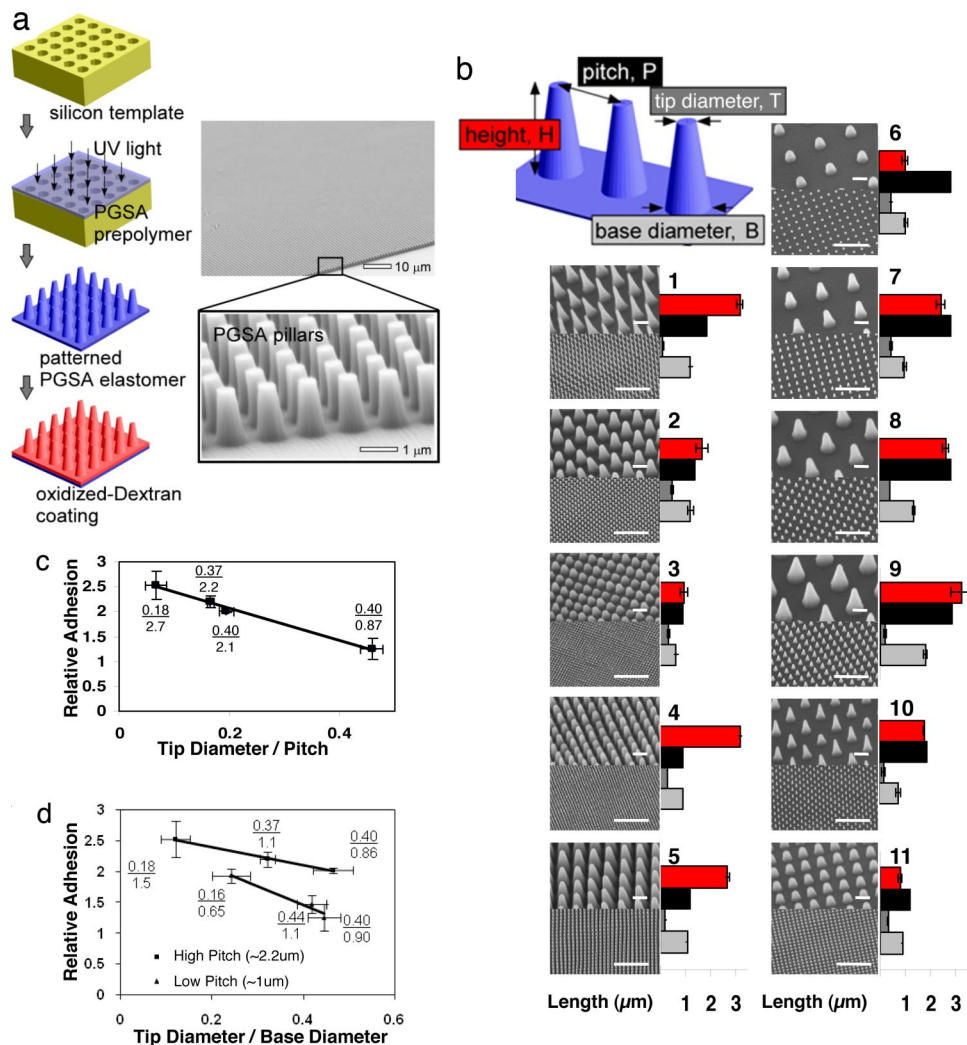 a
silicon template
UV light
PGSA
prepolymer
patterned
PGSA elastomer
oxidized-Dextran
coating
10 µm
PGSA pillars
1 µm
b
pitch, P
tip diameter, T
height, H
base diameter, B
1
2
3
4
5
Length (µm) 1 2 3
6
7
8
9
10
11
Length (µm) 1 2 3
c
Relative Adhesion
3
2.5
2
1.5
1
0.5
0
0.18
2.7
0.37
2.2
0.40
2.1
0.40
0.87
0 0.2 0.4
Tip Diameter / Pitch
d
Relative Adhesion
3
2.5
2
1.5
1
0.5
0
0.18
1.5
0.37
1.1
0.40
0.86
0.16
0.65
0.44
1.1
0.40
0.90
High Pitch (~2.2um)
Low Pitch (~1um)
0 0.2 0.4 0.6
Tip Diameter / Base Diameter